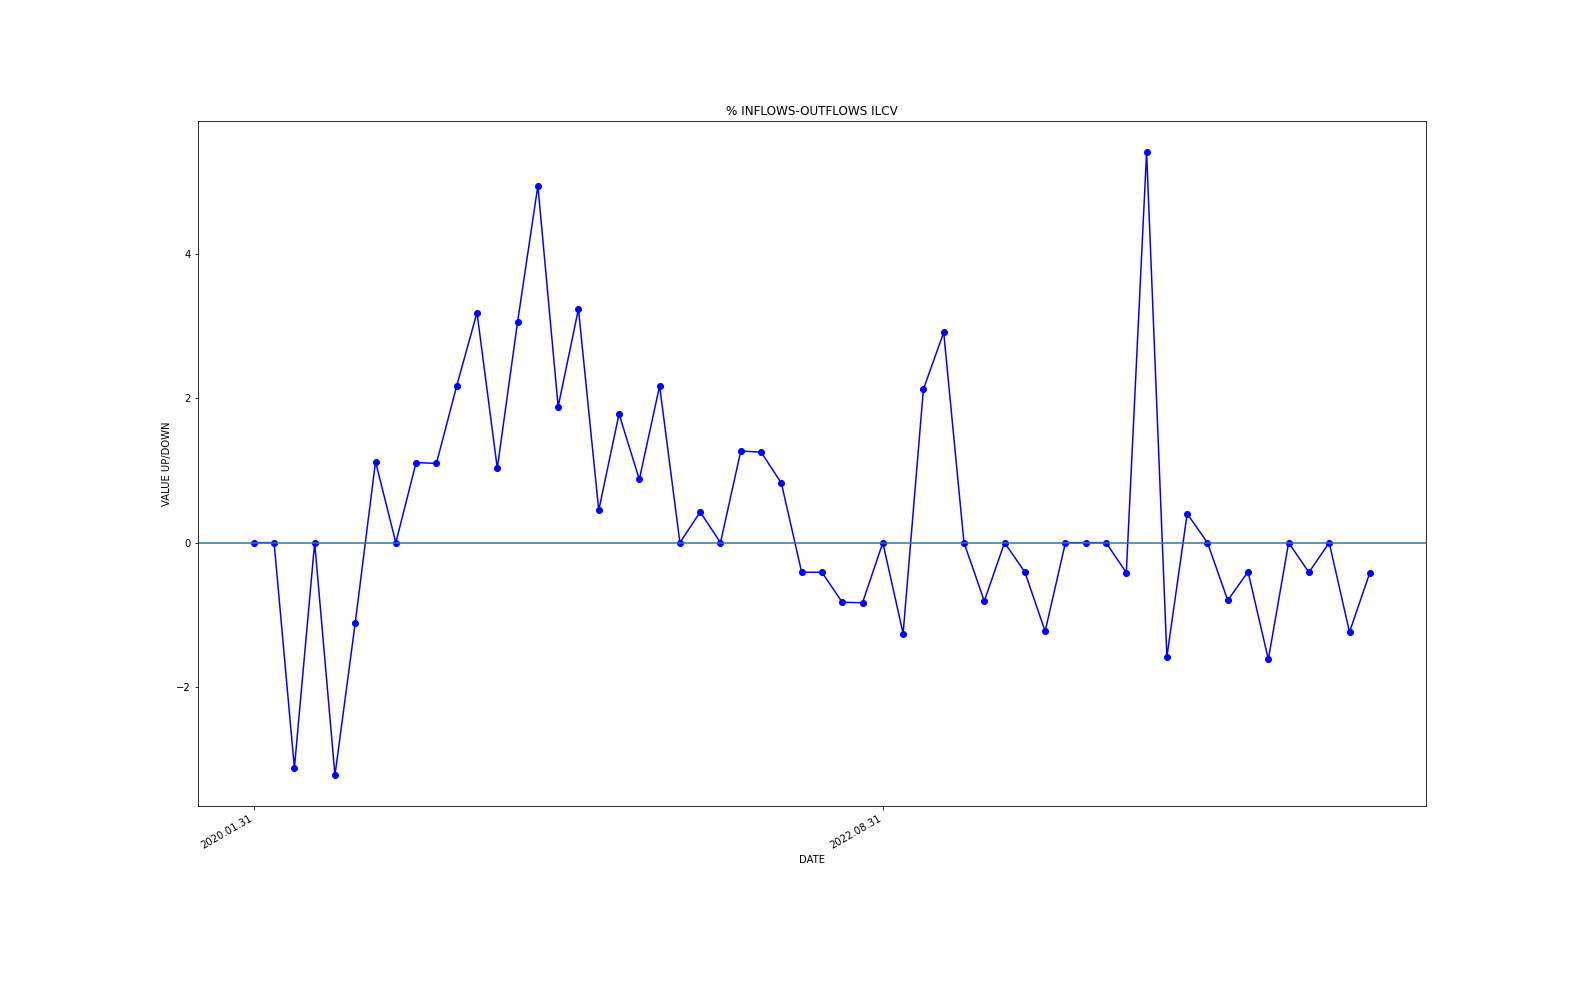 % INFLOWS-OUTFLOWS ILCV
4
2
0
−2
VALUE UP/DOWN
2020.01.31
2022.08.31
DATE